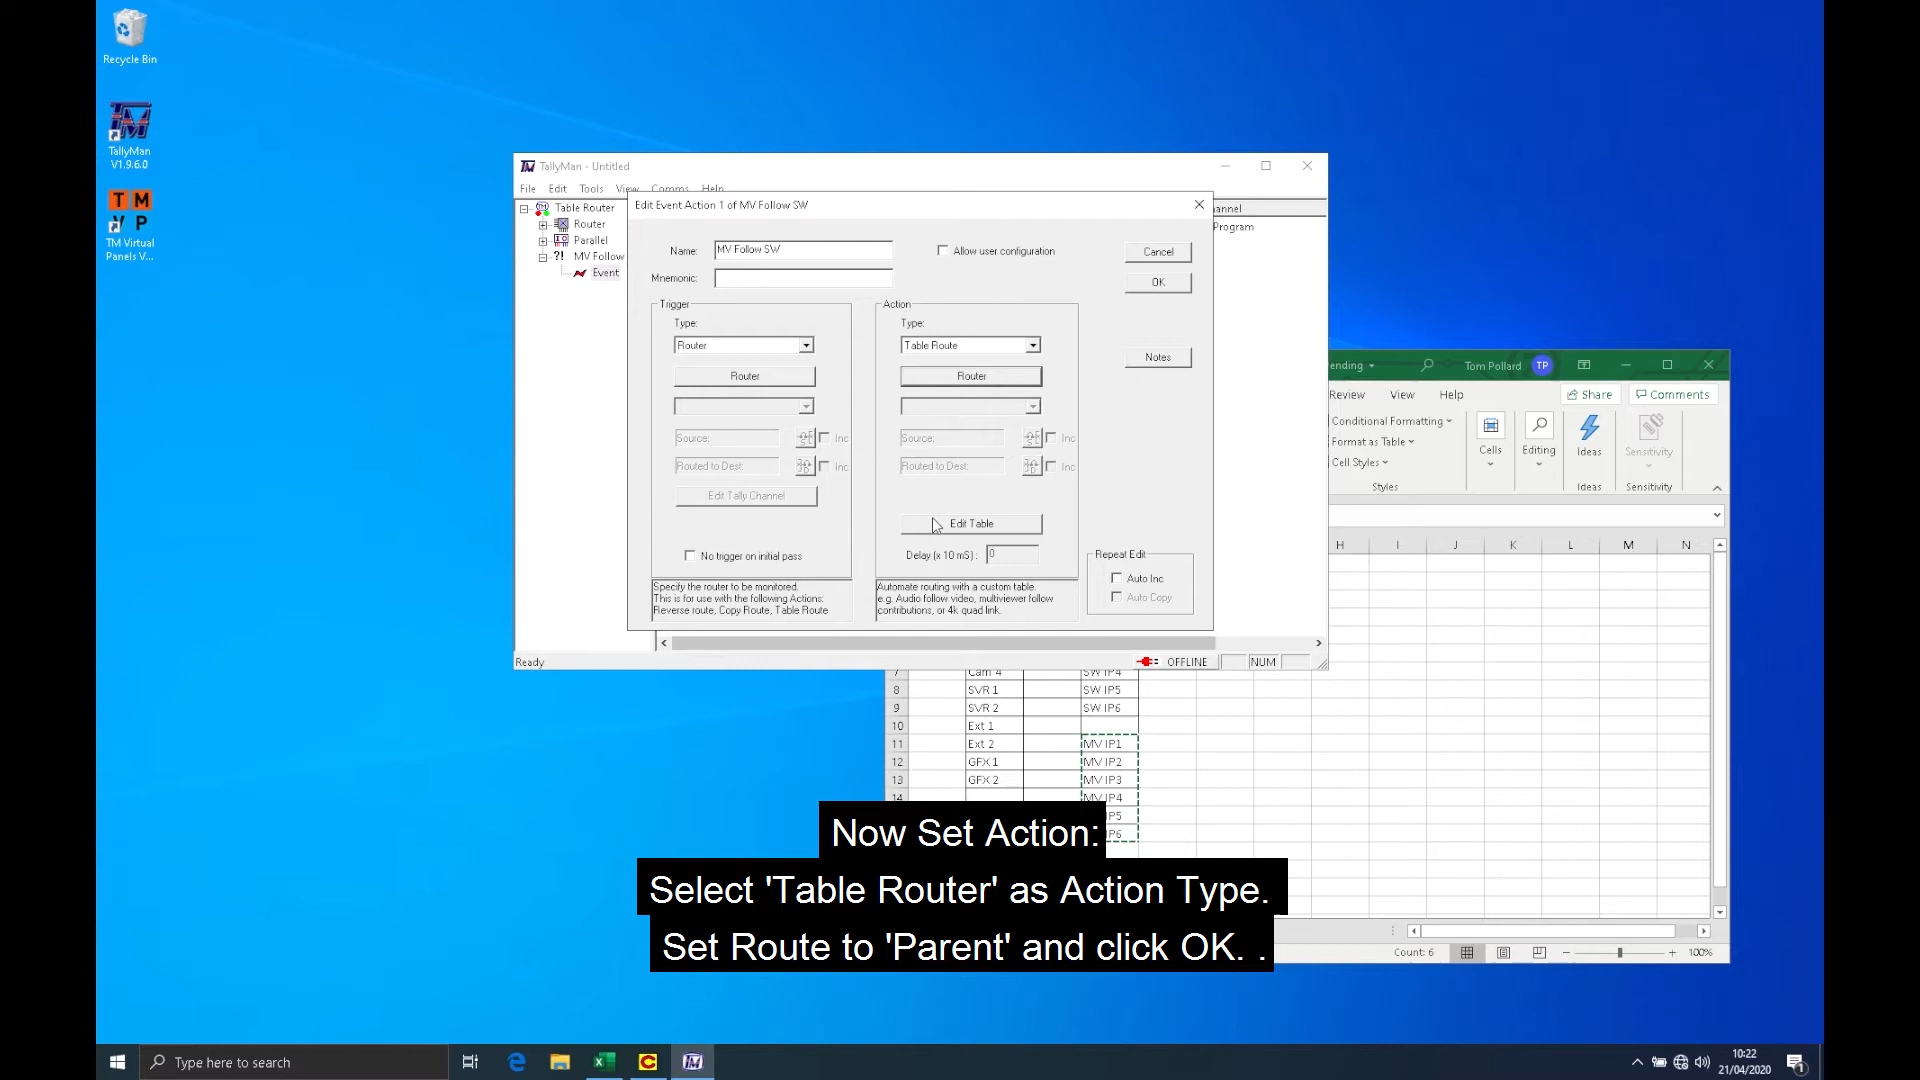 Recycle Bin
TallyMan
V1.9.6.0
TM
VP
TM Virtual
Panels V...
TallyMan - Untitled
File Edit Tools View Comms Help
Table Router
Router
Parallel
MV Follow
Event
Program
Edit Event Action 1 of MV Follow SW
Name: MV Follow SW
Allow user configuration
Cancel
Mnemonic:
OK
Trigger
Action
Type:
Type:
Router
Table Route
Notes
Router
Router
Source: Inc
Source: Inc
Routed to Dest: Inc
Routed to Dest: Inc
Edit Tally Channel
Edit Table
No trigger on initial pass
Delay (x 10 mS): 0
Repeat Edit
Auto Inc
Auto Copy
Specify the router to be monitored.
This is for use with the following Actions:
Reverse route, Copy Route, Table Route
Automate routing with a custom table.
e.g. Audio follow video, multiviewer follow
contributions, or 4k quad link.
Ready
OFFLINE
NUM
Tom Pollard TP
Review View Help
Share
Comments
Conditional Formatting
Format as Table
Cell Styles
Styles
Cells
Editing
Ideas
Sensitivity
Ideas
Sensitivity
H I J K L M N
7 Cam 4 SW IP4
8 SVR 1 SW IP5
9 SVR 2 SW IP6
10 Ext 1
11 Ext 2 MV IP1
12 GFX 1 MV IP2
13 GFX 2 MV IP3
14 MV IP4
IP5
IP6
Now Set Action:
Select 'Table Router' as Action Type.
Set Route to 'Parent' and click OK. .
Count: 6
100%
Type here to search
10:22
21/04/2020